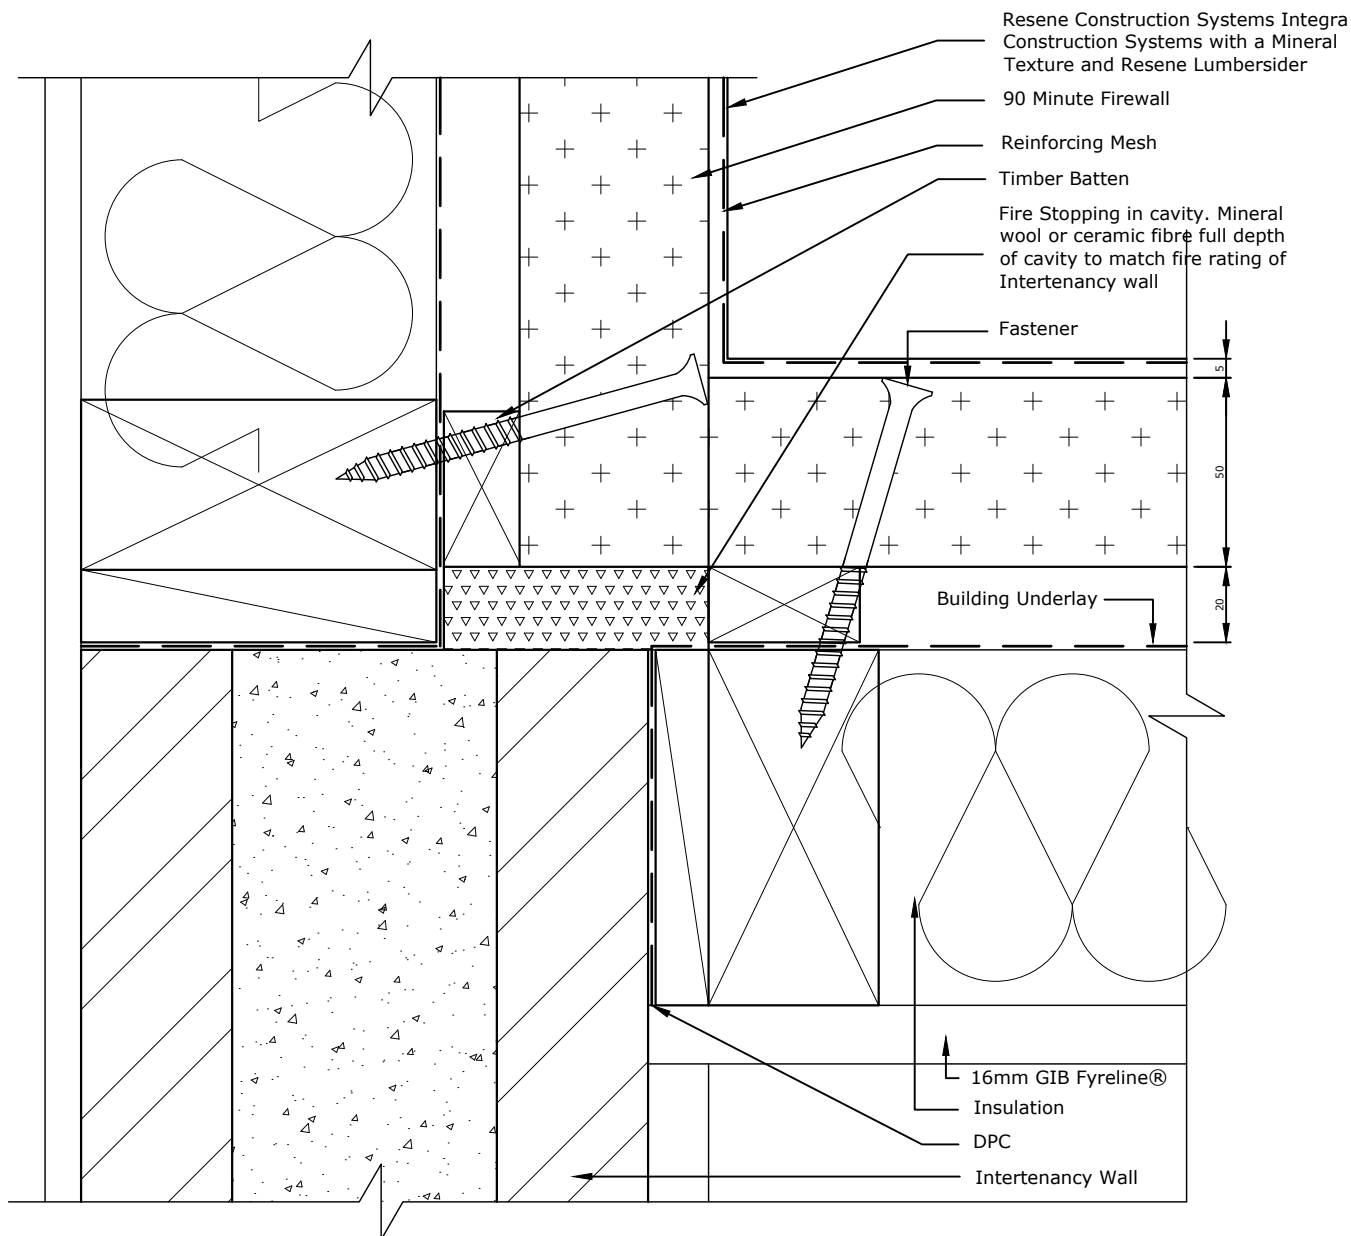 Resene Construction Systems Integra
Construction Systems with a Mineral
Texture and Resene Lumbersider
90 Minute Firewall
Reinforcing Mesh
Timber Batten
Fire Stopping in cavity. Mineral
wool or ceramic fibre full depth
of cavity to match fire rating of
Intertenancy wall
Fastener
5
50
20
Building Underlay
16mm GIB Fyreline®
Insulation
DPC
Intertenancy Wall